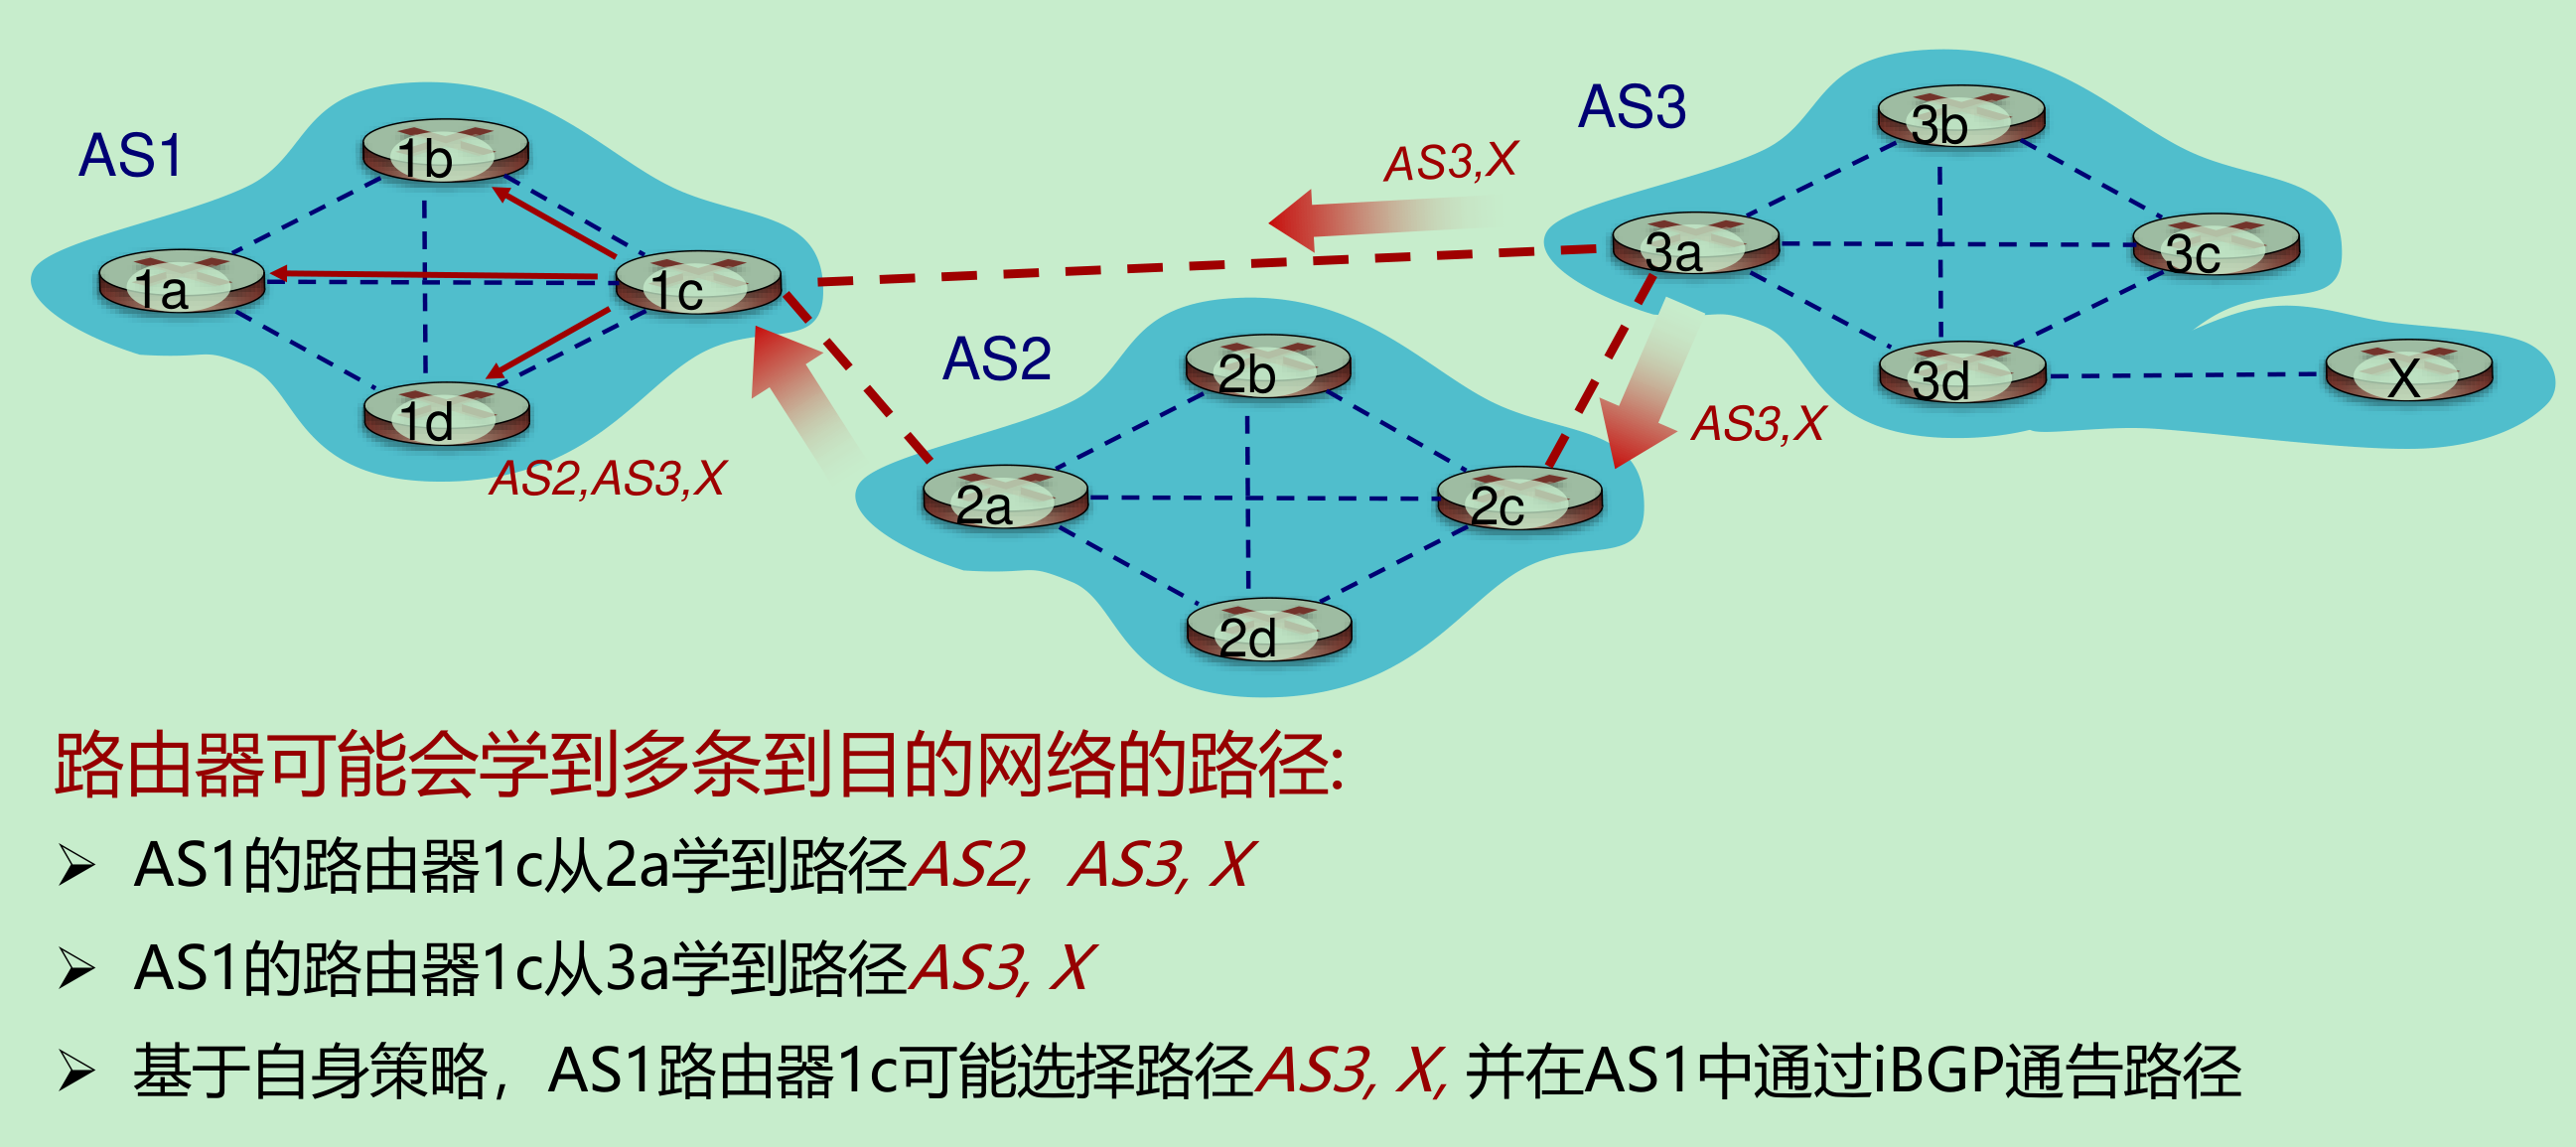 AS1
1b
1a
1c
1d
AS2,AS3,X
AS3,X
AS2
2b
2a
2c
2d
AS3
3b
3a
3c
3d
X
AS3,X
路由器可能会学到多条到目的网络的路径:
➢ AS1的路由器1c从2a学到路径AS2, AS3, X
➢ AS1的路由器1c从3a学到路径AS3, X
➢ 基于自身策略，AS1路由器1c可能选择路径AS3, X, 并在AS1中通过iBGP通告路径